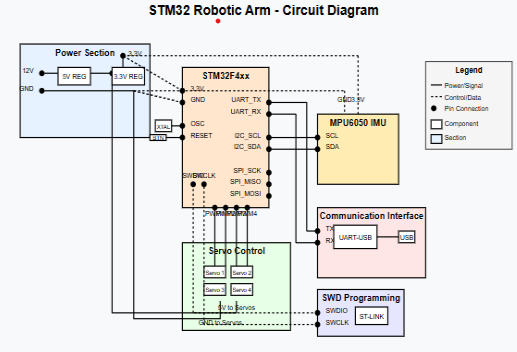 STM32 Robotic Arm - Circuit Diagram
Power Section
3.3V
12V
5V REG
3.3V REG
GND
STM32F4xx
3.3V
GND
UART_TX
UART_RX
XTAL
OSC
BTN
RESET
I2C_SCL
I2C_SDA
SPI_SCK
SPI_MISO
SPI_MOSI
SWDIO
SWCLK
PWM4
GND
3.3V
MPU6050 IMU
SCL
SDA
Legend
Power/Signal
Control/Data
Pin Connection
Component
Section
Communication Interface
TX
RX
UART-USB
USB
Servo Control
Servo 1
Servo 2
Servo 3
Servo 4
5V to Servos
GND to Servos
SWD Programming
SWDIO
SWCLK
ST-LINK